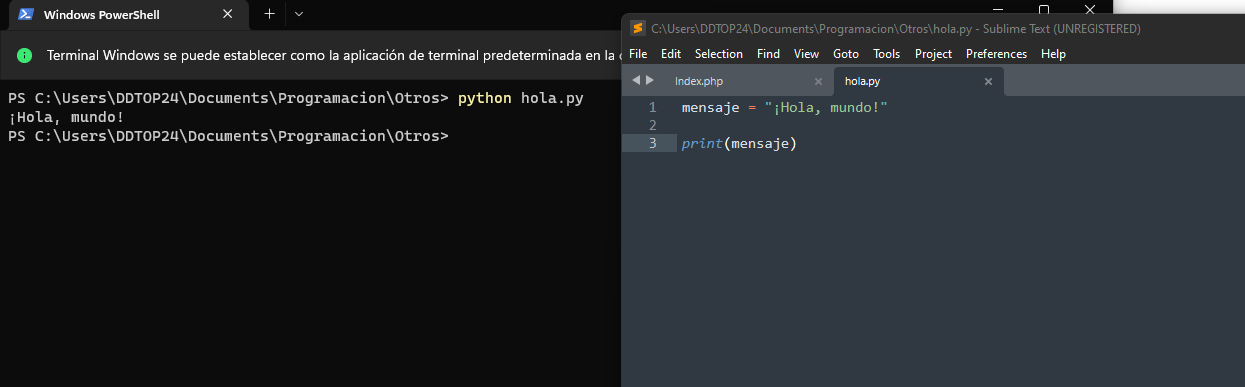 Windows PowerShell
Terminal Windows se puede establecer como la aplicación de terminal predeterminada en la
PS C:\Users\DDTOP24\Documents\Programacion\Otros> python hola.py
¡Hola, mundo!
PS C:\Users\DDTOP24\Documents\Programacion\Otros>
C:\Users\DDTOP24\Documents\Programacion\Otros\hola.py - Sublime Text (UNREGISTERED)
File Edit Selection Find View Goto Tools Project Preferences Help
Index.php hola.py
1 mensaje = "¡Hola, mundo!"
2
3 print(mensaje)